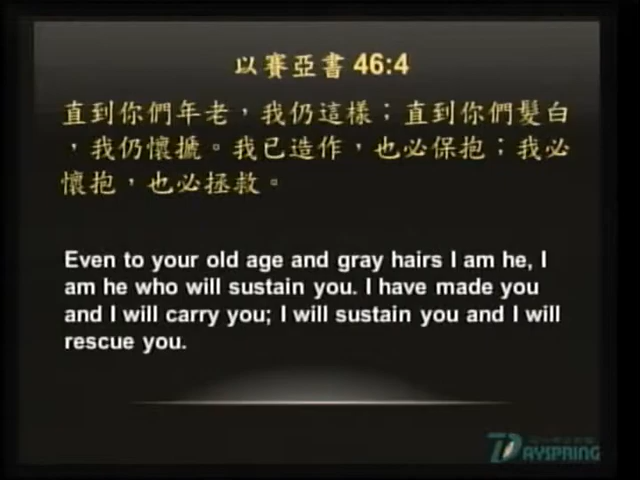 以賽亞書 46:4
直到你們年老，我仍這樣；直到你們髮白
，我仍懷搋。我已造作，也必保抱；我必
懷抱，也必拯救。
Even to your old age and gray hairs I am he, I
am he who will sustain you. I have made you
and I will carry you; I will sustain you and I will
rescue you.
DAYSPRING